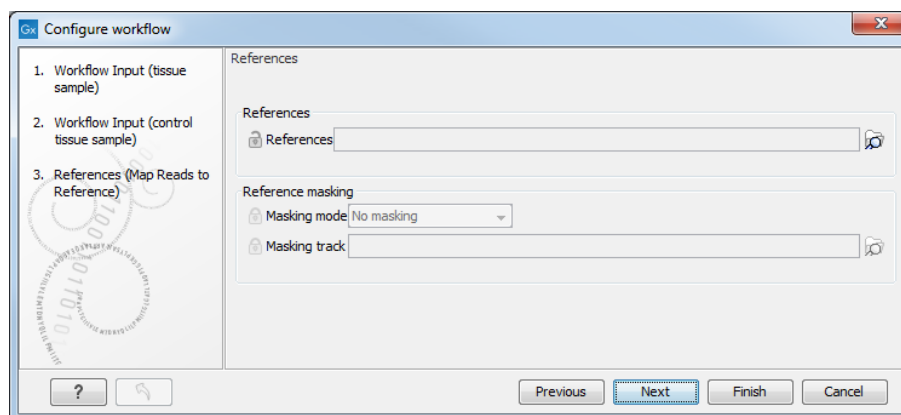 Gx Configure workflow
1. Workflow Input (tissue
sample)
2. Workflow Input (control
tissue sample)
3. References (Map Reads to
Reference)
References
References
References
Reference masking
Masking mode No masking
Masking track
?
Previous
Next
Finish
Cancel